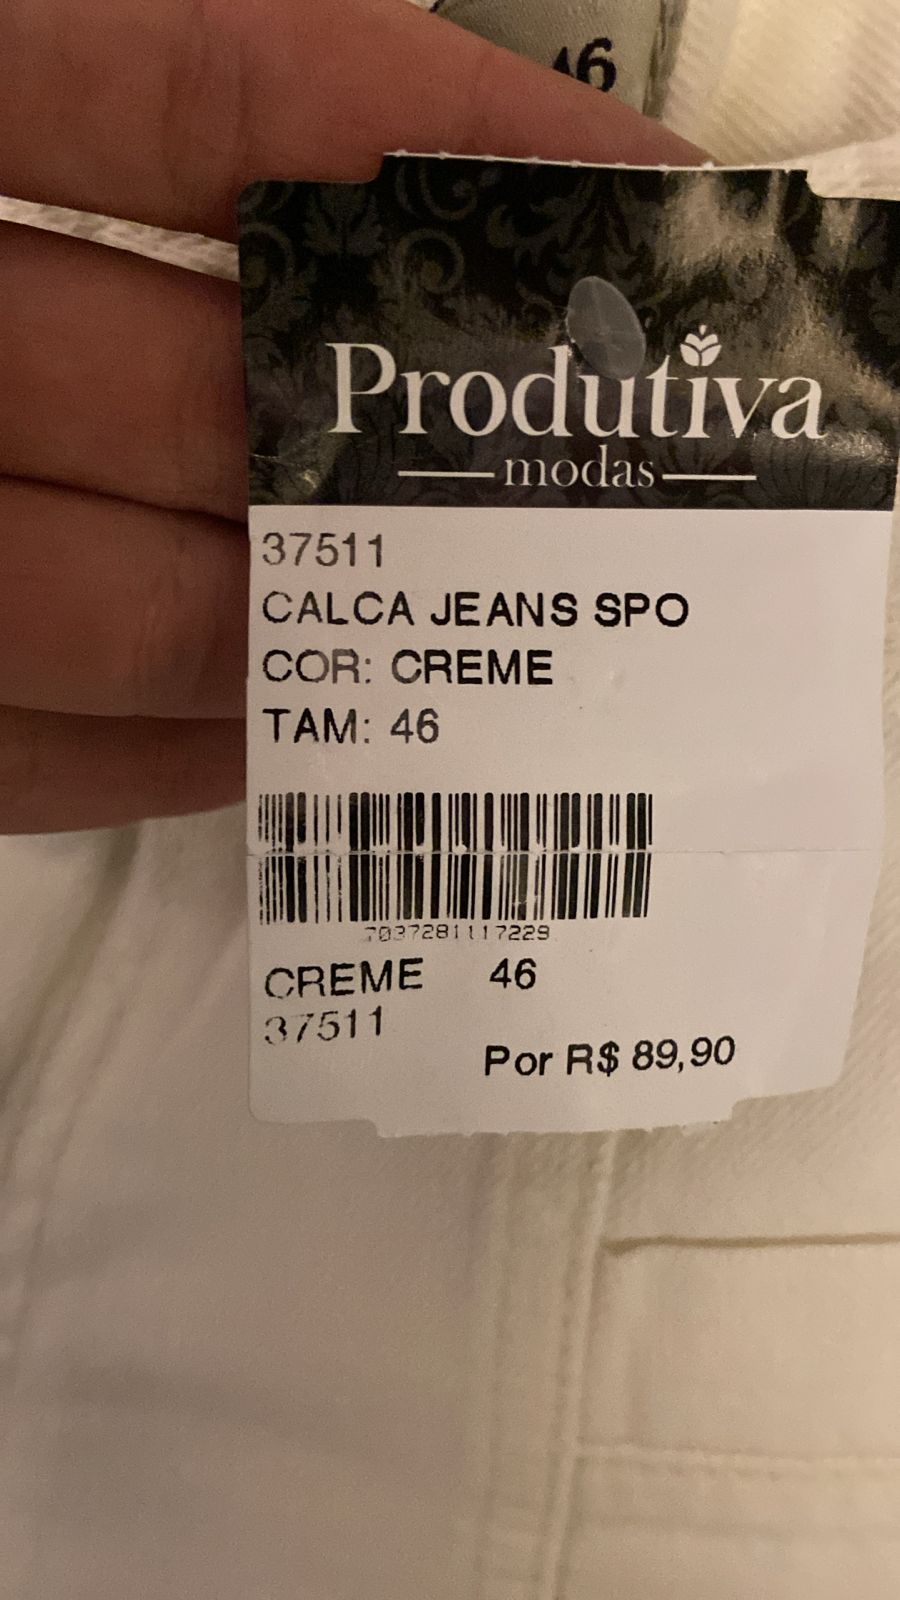 46
Produtiva
modas
37511
CALCA JEANS SPO
COR: CREME
TAM: 46
7037281117229
CREME 46
37511
Por R$ 89,90